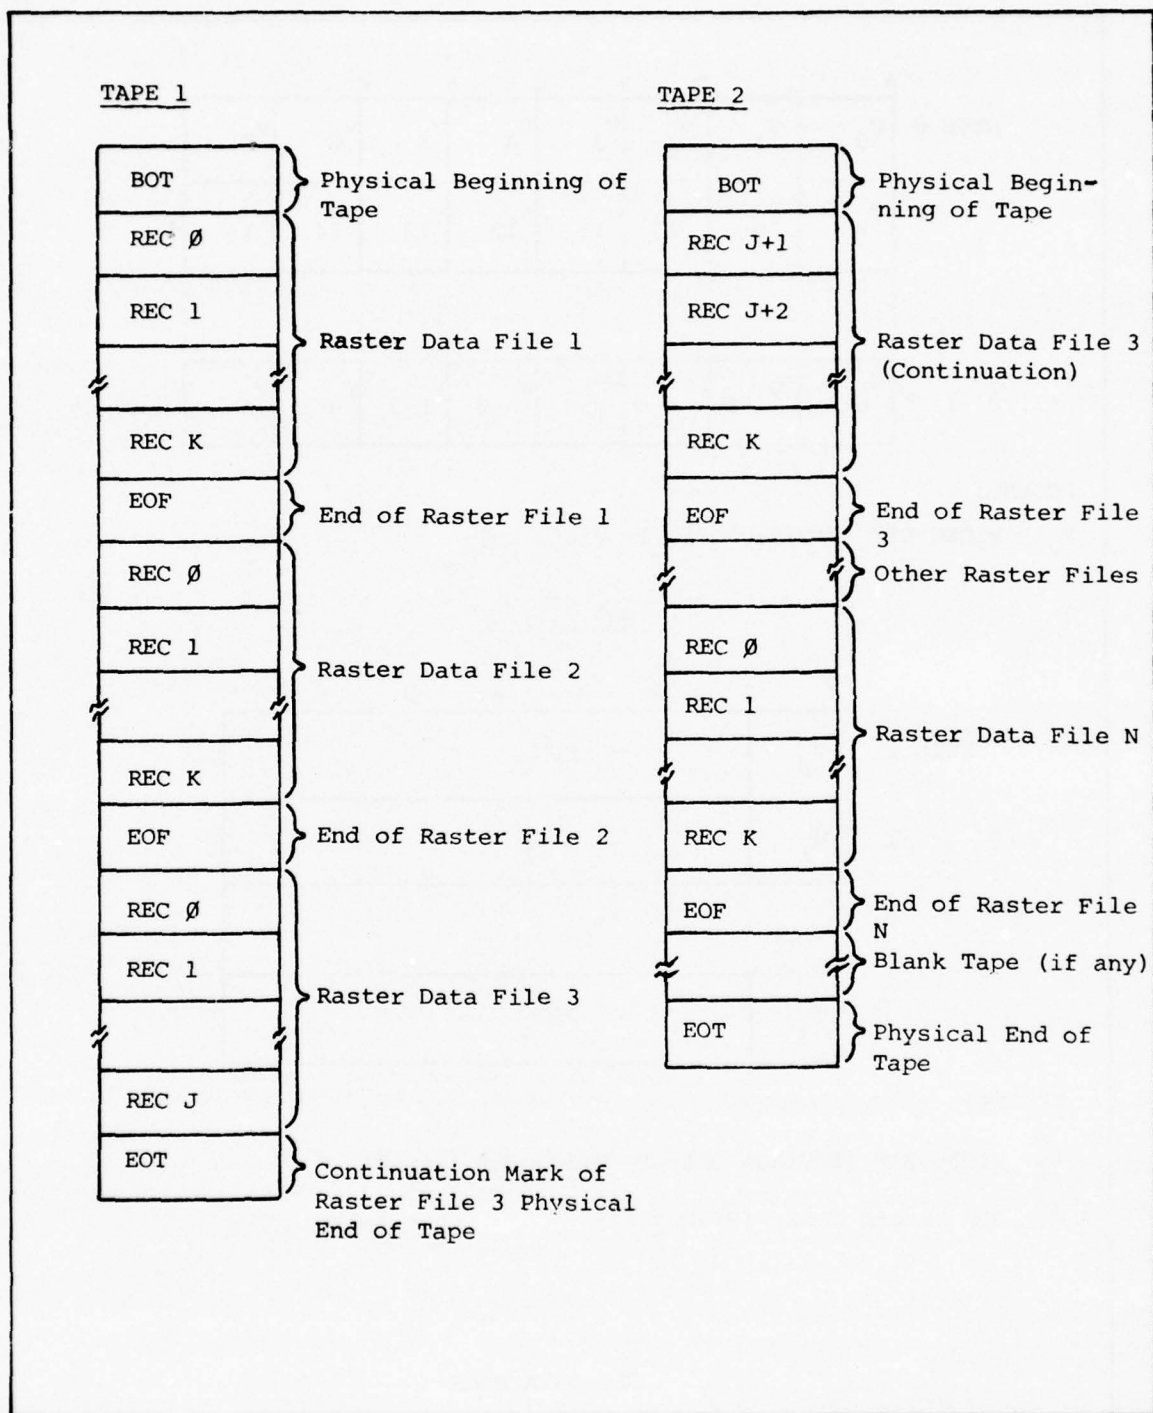 TAPE 1
BOT
Physical Beginning of
Tape
REC Ø
REC 1
Raster Data File 1
REC K
EOF
End of Raster File 1
REC Ø
REC 1
Raster Data File 2
REC K
EOF
End of Raster File 2
REC Ø
REC 1
Raster Data File 3
REC J
EOT
Continuation Mark of
Raster File 3 Physical
End of Tape
TAPE 2
BOT
Physical Begin-
ning of Tape
REC J+1
REC J+2
Raster Data File 3
(Continuation)
REC K
EOF
End of Raster File
3
Other Raster Files
REC Ø
REC 1
Raster Data File N
REC K
EOF
End of Raster File
N
Blank Tape (if any)
EOT
Physical End of
Tape